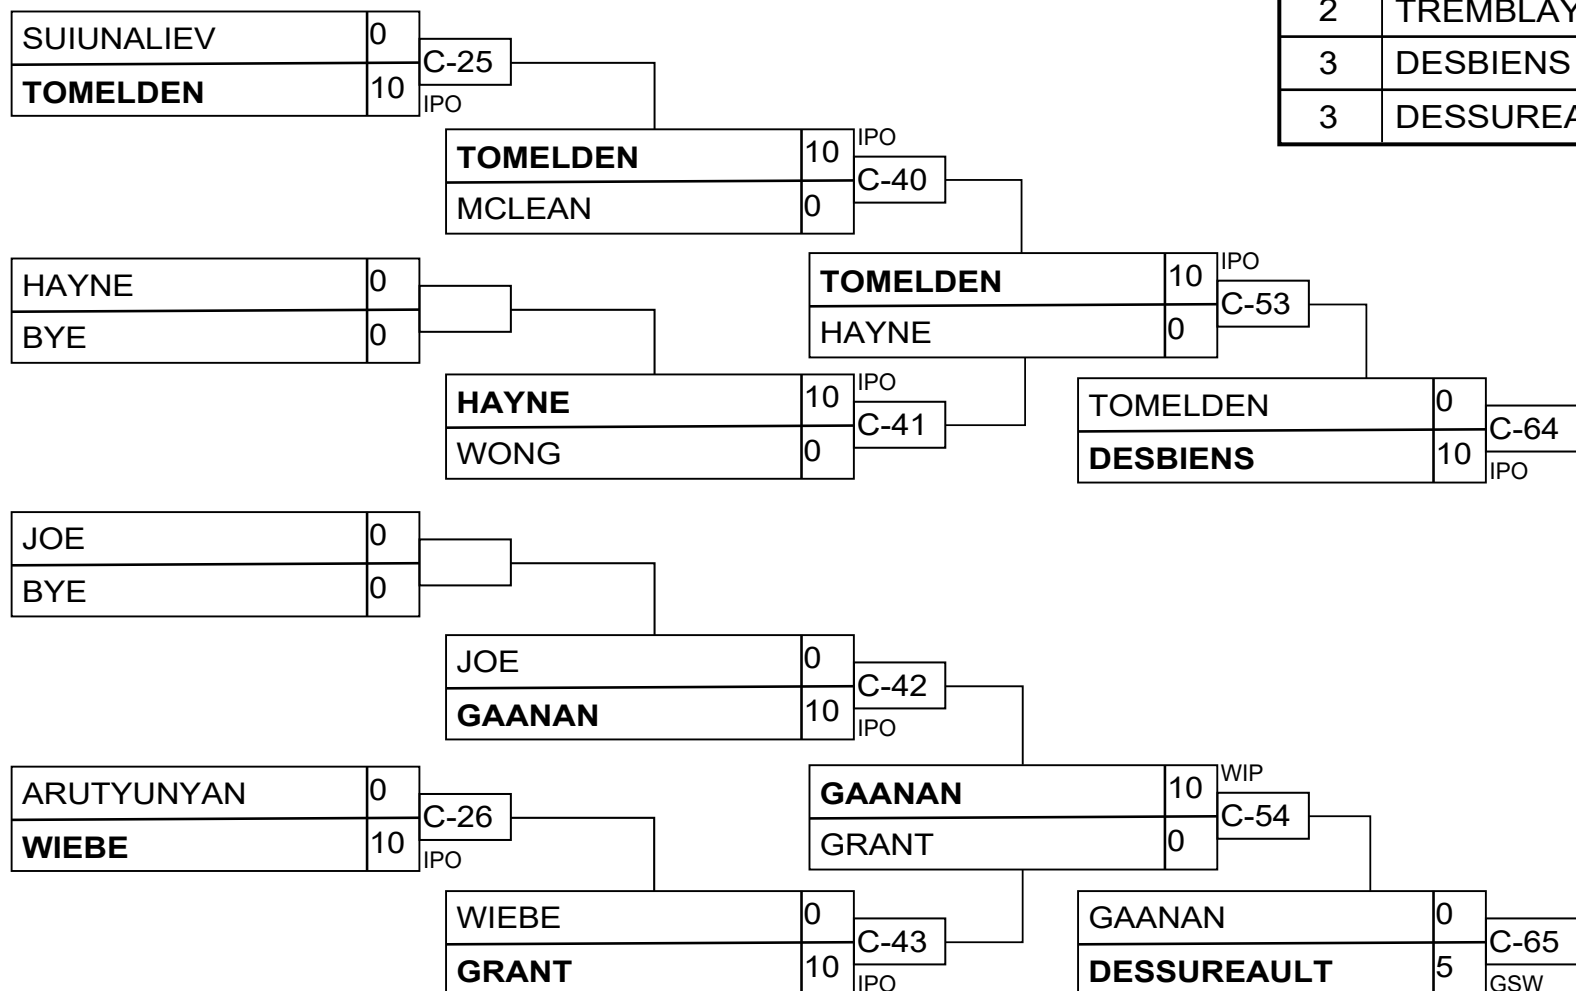 2 TREMBLAY
3 DESBIENS
3 DESSUREA
SUIUNALIEV 0
C-25
TOMELDEN 10
IPO
TOMELDEN 10 IPO
C-40
MCLEAN 0
HAYNE 0
BYE 0
TOMELDEN 10 IPO
C-53
HAYNE 0
HAYNE 10 IPO
C-41
WONG 0
TOMELDEN 0
C-64
DESBIENS 10
IPO
JOE 0
BYE 0
JOE 0
C-42
GAANAN 10
IPO
ARUTYUNYAN 0
C-26
WIEBE 10
IPO
GAANAN 10 WIP
C-54
GRANT 0
WIEBE 0
C-43
GRANT 10
IPO
GAANAN 0
C-65
DESSUREAULT 5
GSW